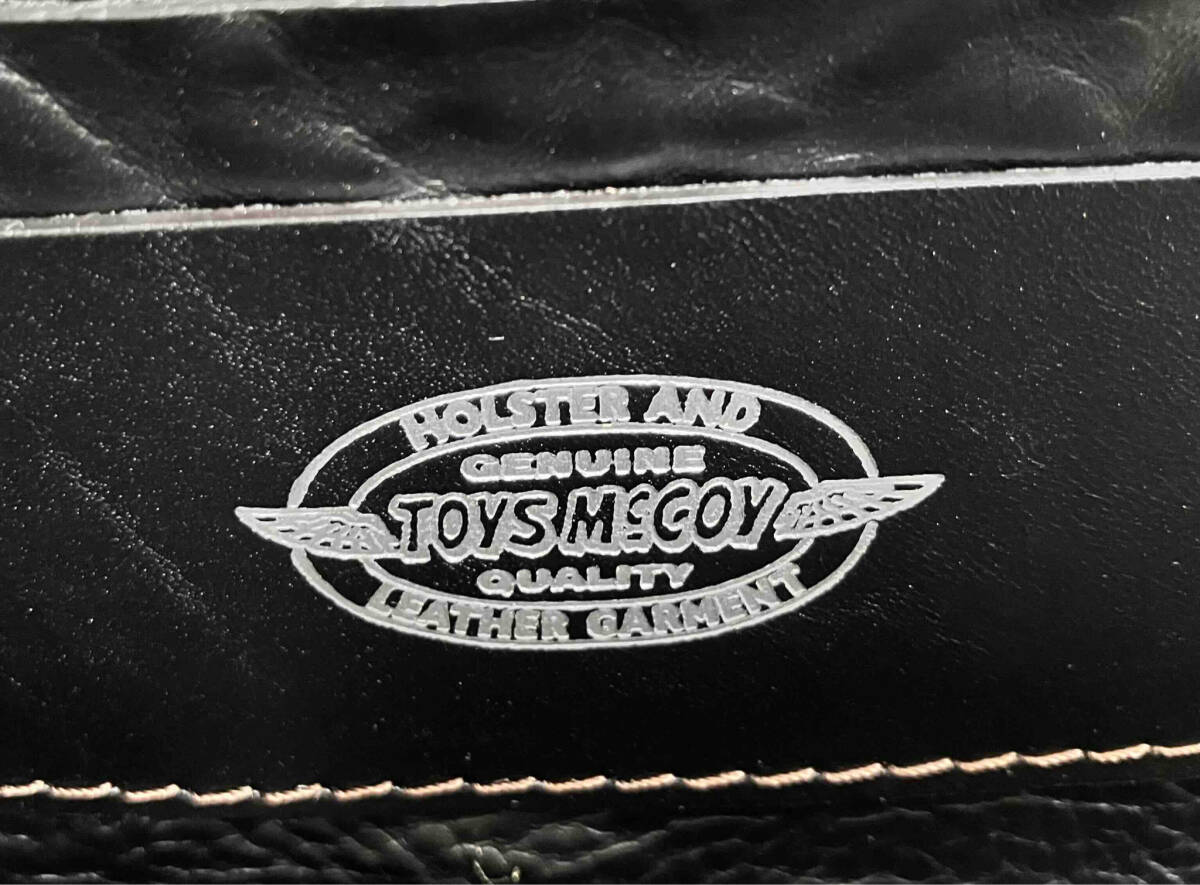 HOLSTER AND
GENUINE
TOYS McCOY
QUALITY
LEATHER GARMENT